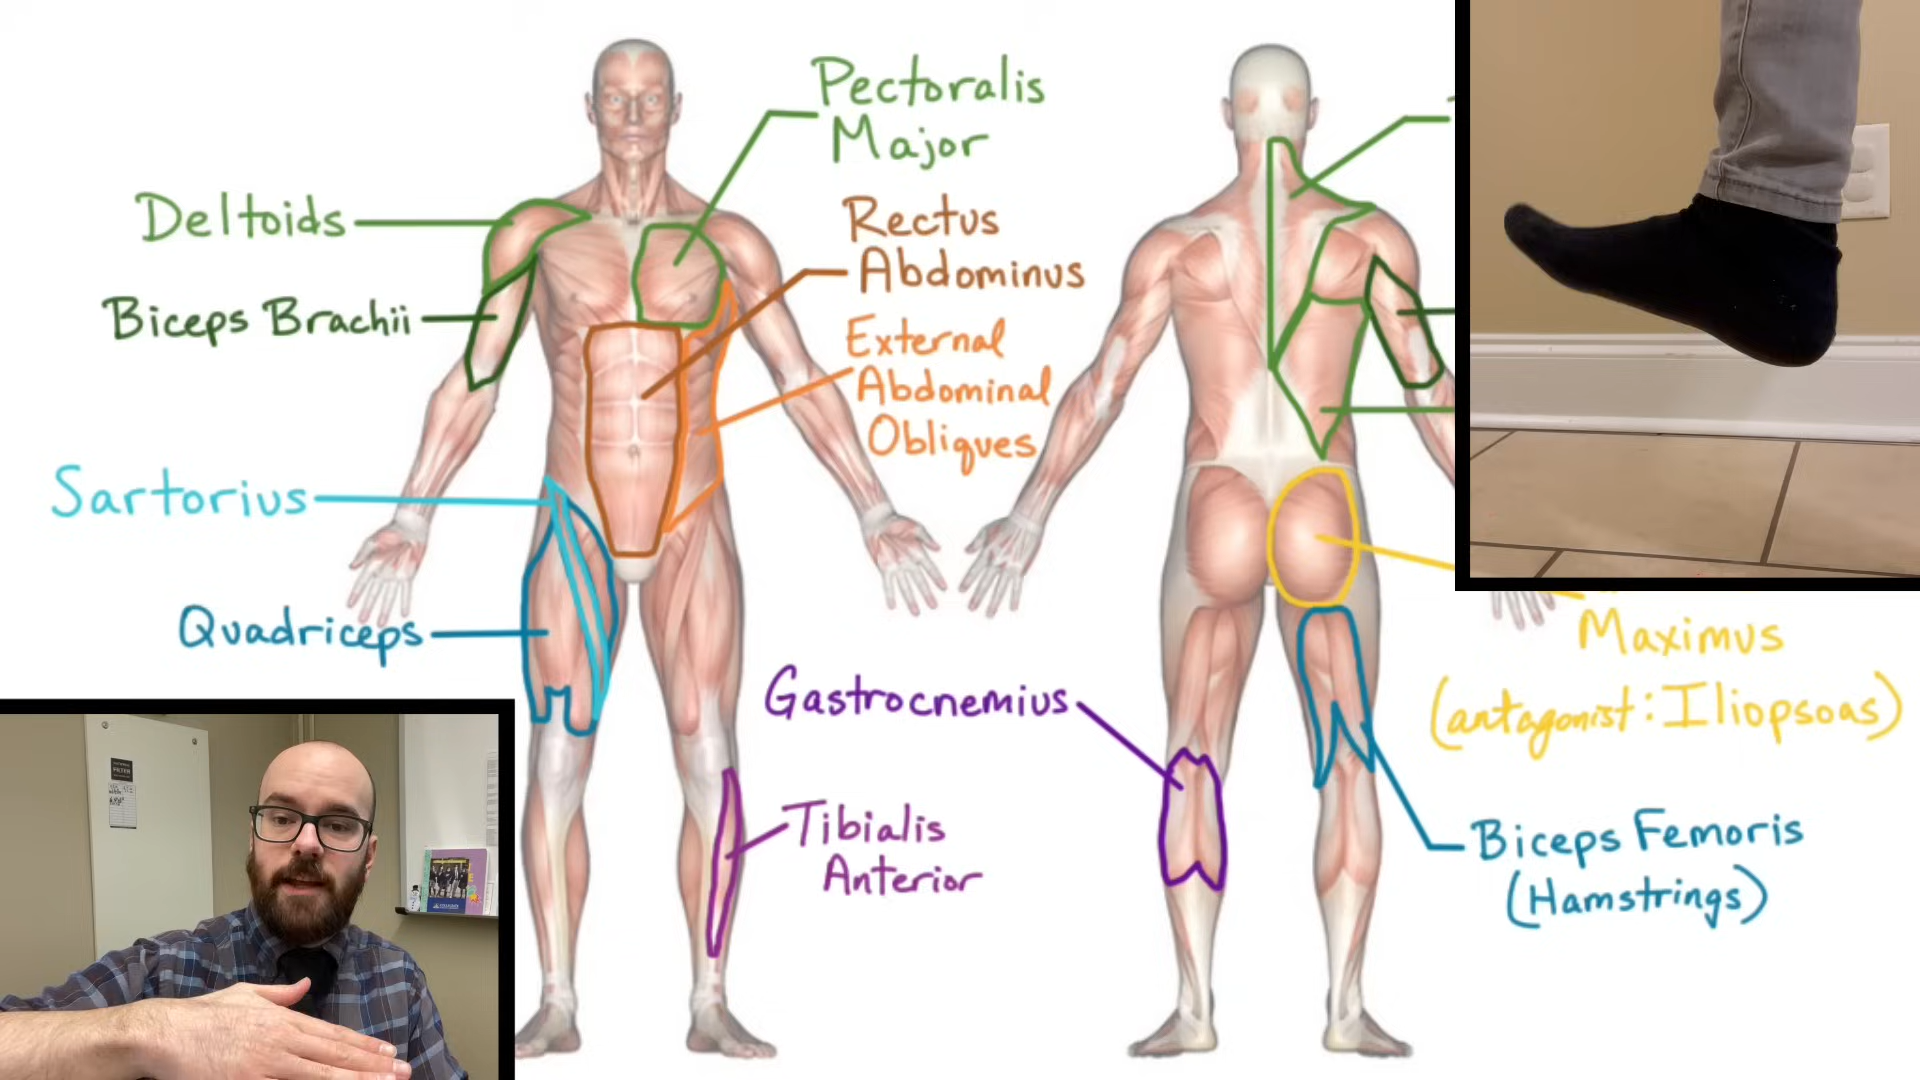 Pectoralis
Major
Deltoids
Rectus
Abdominus
Biceps Brachii
External
Abdominal
Obliques
Sartorius
Quadriceps
Maximus
(antagonist: Iliopsoas)
Gastrocnemius
Tibialis
Anterior
Biceps Femoris
(Hamstrings)